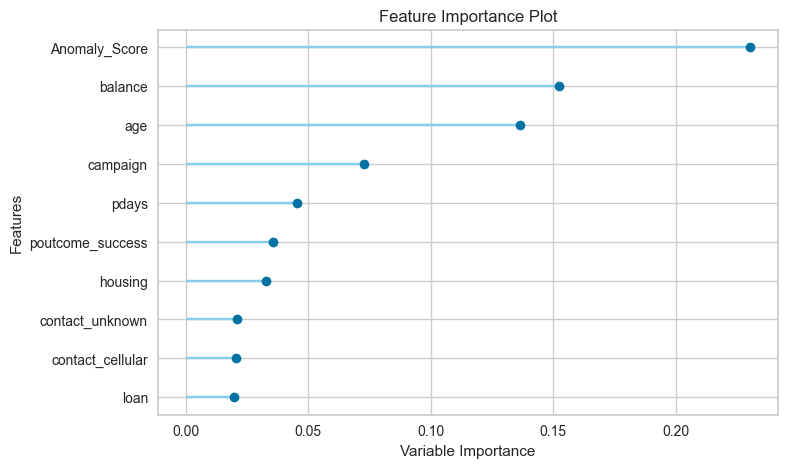 Feature Importance Plot
Features
Anomaly_Score
balance
age
campaign
pdays
poutcome_success
housing
contact_unknown
contact_cellular
loan
0.00 0.05 0.10 0.15 0.20
Variable Importance